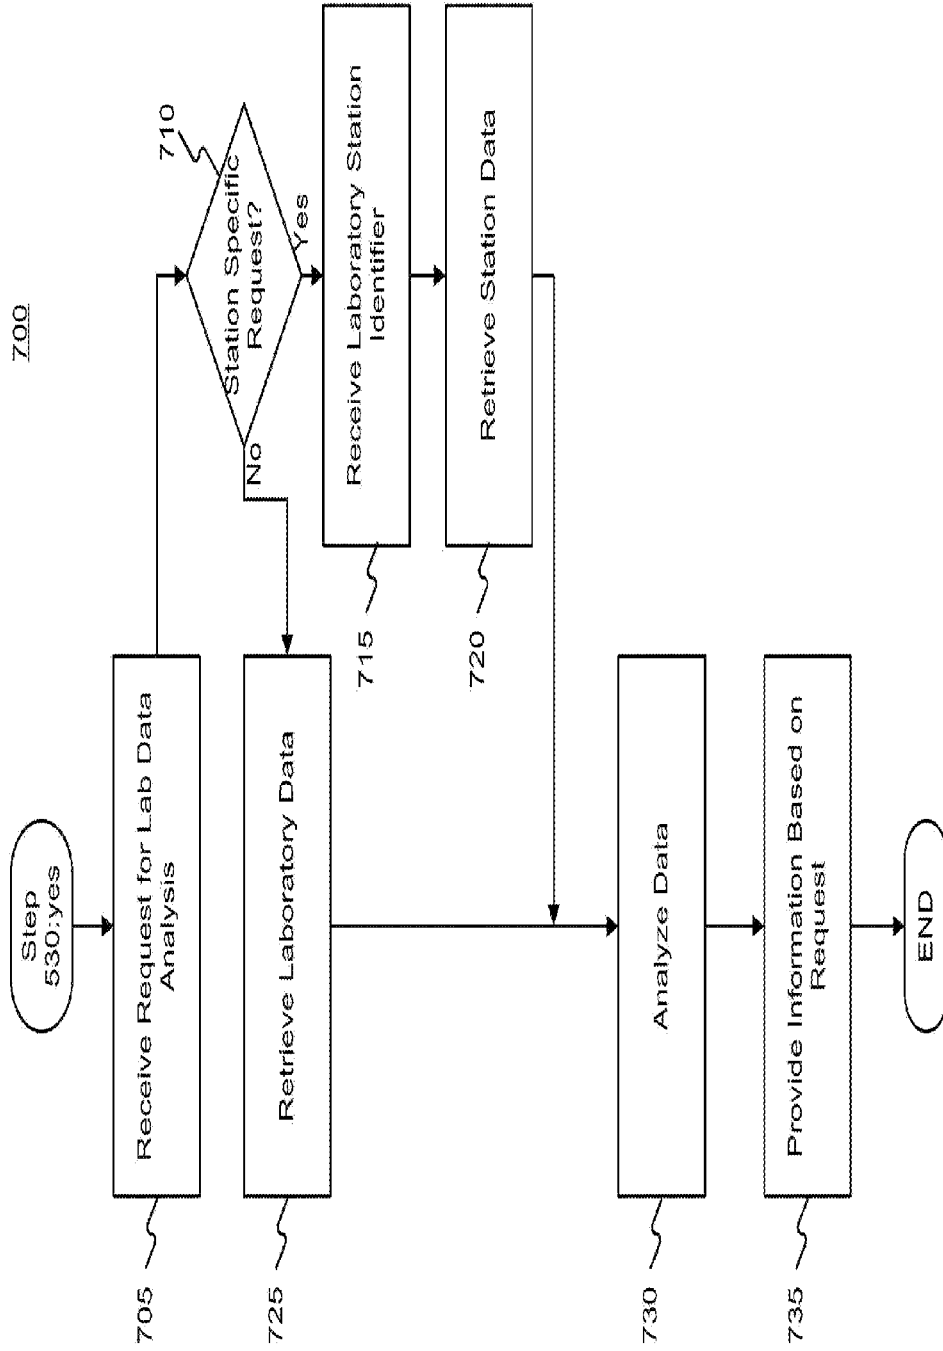 700
Step
530:yes
Receive Request for Lab Data
Analysis
705
Station Specific
Request?
710
No
Yes
Receive Laboratory Station
Identifier
715
Retrieve Station Data
720
Retrieve Laboratory Data
725
Analyze Data
730
Provide Information Based on
Request
735
END